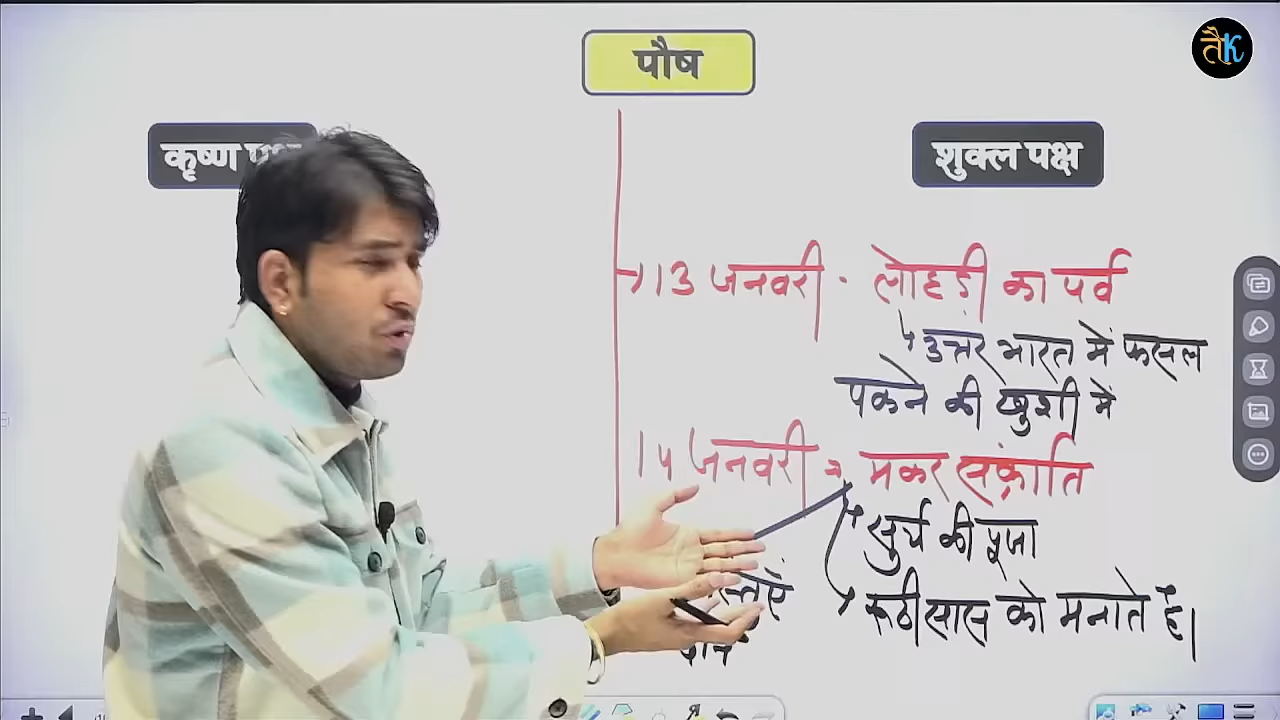 पौष
तैK
कृष्ण
शुक्ल पक्ष
→ 13 जनवरी - लोहड़ी का पर्व
↳ उत्तर भारत में फसल
पकने की खुशी में
14 जनवरी = मकर संक्रांति
→ सुर्य की पूजा
→ रूठी सास को मनाते है।